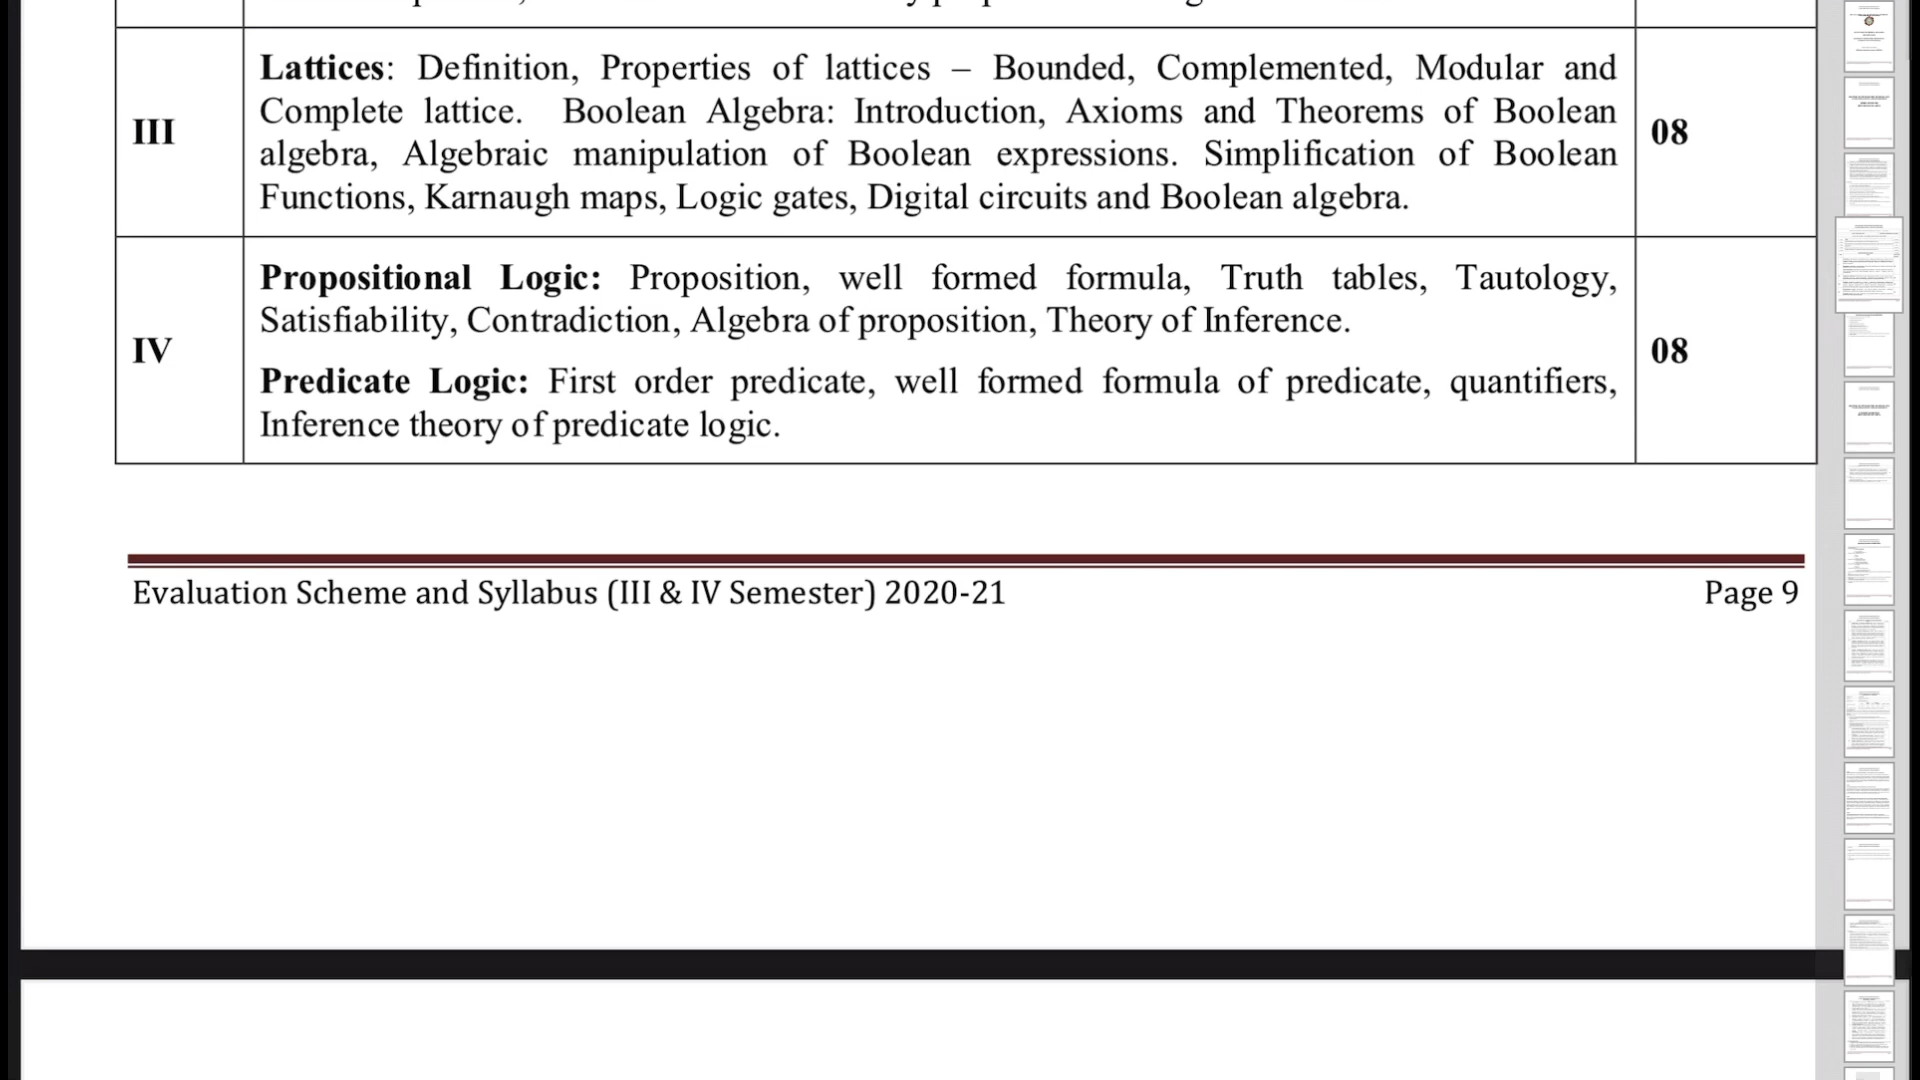 III
Lattices: Definition, Properties of lattices – Bounded, Complemented, Modular and
Complete lattice. Boolean Algebra: Introduction, Axioms and Theorems of Boolean
algebra, Algebraic manipulation of Boolean expressions. Simplification of Boolean
Functions, Karnaugh maps, Logic gates, Digital circuits and Boolean algebra.
08
IV
Propositional Logic: Proposition, well formed formula, Truth tables, Tautology,
Satisfiability, Contradiction, Algebra of proposition, Theory of Inference.
Predicate Logic: First order predicate, well formed formula of predicate, quantifiers,
Inference theory of predicate logic.
08
Evaluation Scheme and Syllabus (III & IV Semester) 2020-21
Page 9